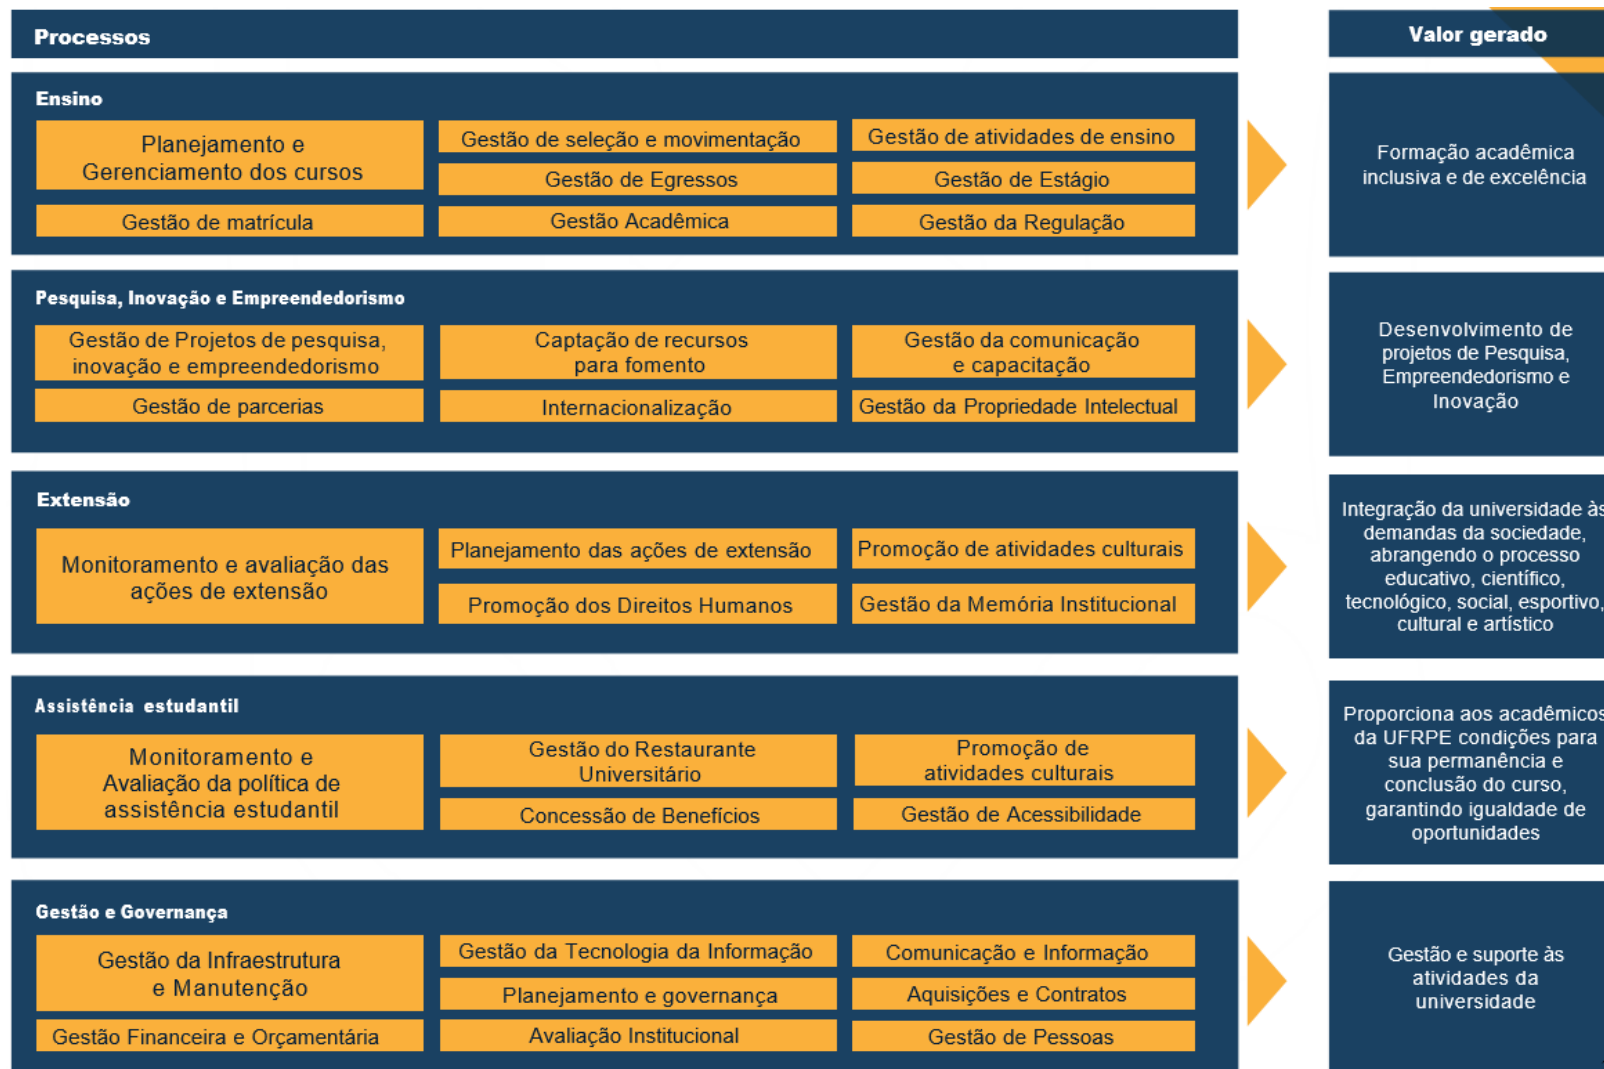 Processos
Valor gerado
Ensino
Planejamento e
Gerenciamento dos cursos
Gestão de seleção e movimentação
Gestão de atividades de ensino
Gestão de Egressos
Gestão de Estágio
Gestão de matrícula
Gestão Acadêmica
Gestão da Regulação
Formação acadêmica
inclusiva e de excelência
Pesquisa, Inovação e Empreendedorismo
Gestão de Projetos de pesquisa,
inovação e empreendedorismo
Captação de recursos
para fomento
Gestão da comunicação
e capacitação
Gestão de parcerias
Internacionalização
Gestão da Propriedade Intelectual
Desenvolvimento de
projetos de Pesquisa,
Empreendedorismo e
Inovação
Extensão
Monitoramento e avaliação das
ações de extensão
Planejamento das ações de extensão
Promoção de atividades culturais
Promoção dos Direitos Humanos
Gestão da Memória Institucional
Integração da universidade às
demandas da sociedade,
abrangendo o processo
educativo, científico,
tecnológico, social, esportivo,
cultural e artístico
Assistência estudantil
Monitoramento e
Avaliação da política de
assistência estudantil
Gestão do Restaurante
Universitário
Promoção de
atividades culturais
Concessão de Benefícios
Gestão de Acessibilidade
Proporciona aos acadêmicos
da UFRPE condições para
sua permanência e
conclusão do curso,
garantindo igualdade de
oportunidades
Gestão e Governança
Gestão da Infraestrutura
e Manutenção
Gestão da Tecnologia da Informação
Comunicação e Informação
Planejamento e governança
Aquisições e Contratos
Gestão Financeira e Orçamentária
Avaliação Institucional
Gestão de Pessoas
Gestão e suporte às
atividades da
universidade